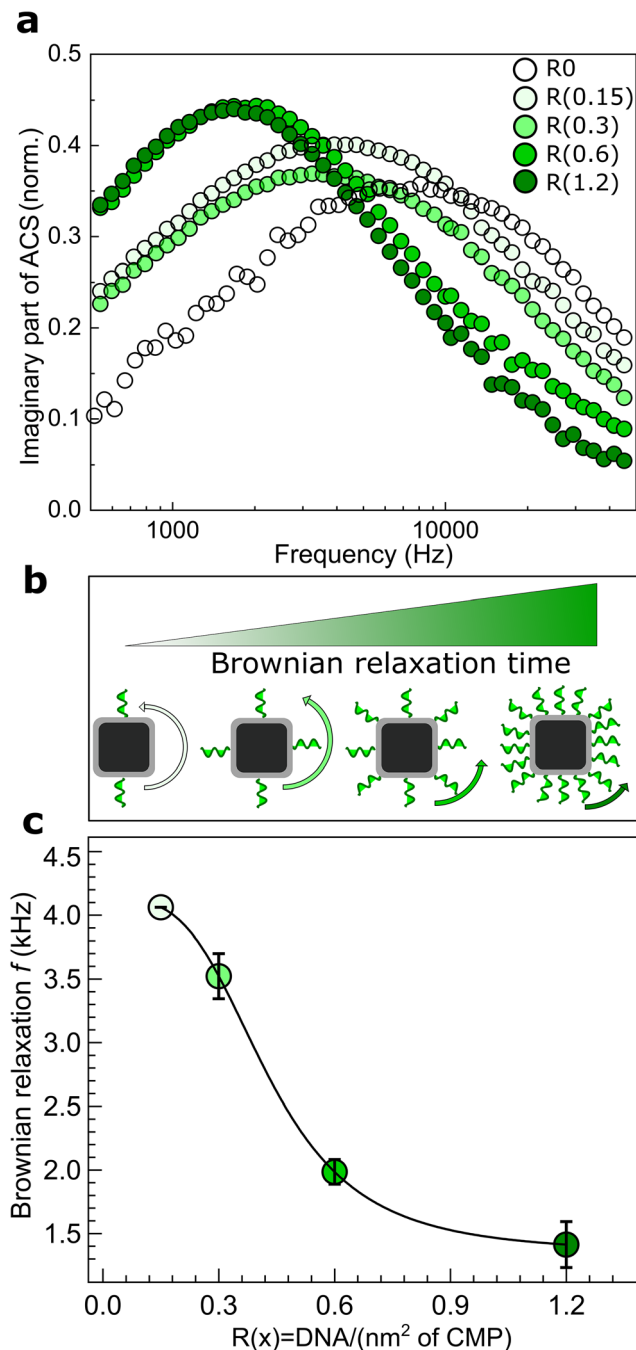 a
0.5
0.4
0.3
0.2
0.1
0.0
Imaginary part of ACS (norm.)
R0
R(0.15)
R(0.3)
R(0.6)
R(1.2)
1000
10000
Frequency (Hz)
b
Brownian relaxation time
c
4.5
4.0
3.5
3.0
2.5
2.0
1.5
Brownian relaxation f (kHz)
0.0
0.3
0.6
0.9
1.2
R(x)=DNA/(nm² of CMP)